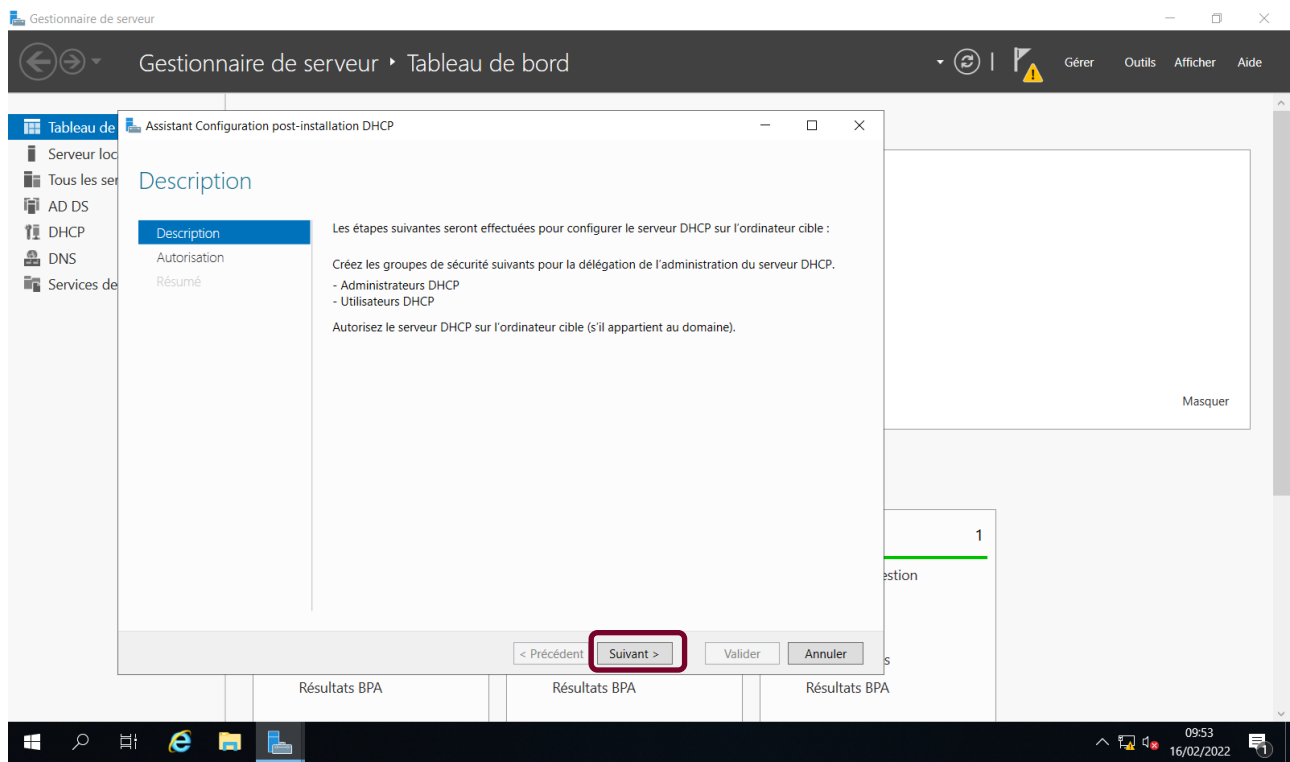 Gestionnaire de serveur
Gestionnaire de serveur ‣ Tableau de bord
Gérer Outils Afficher Aide
Tableau de
Serveur loc
Tous les ser
AD DS
DHCP
DNS
Services de
Assistant Configuration post-installation DHCP
Description
Description
Autorisation
Résumé
Les étapes suivantes seront effectuées pour configurer le serveur DHCP sur l'ordinateur cible :
Créez les groupes de sécurité suivants pour la délégation de l'administration du serveur DHCP.
- Administrateurs DHCP
- Utilisateurs DHCP
Autorisez le serveur DHCP sur l'ordinateur cible (s'il appartient au domaine).
< Précédent Suivant > Valider Annuler
Masquer
1
estion
s
Résultats BPA Résultats BPA Résultats BPA
09:53
16/02/2022
1